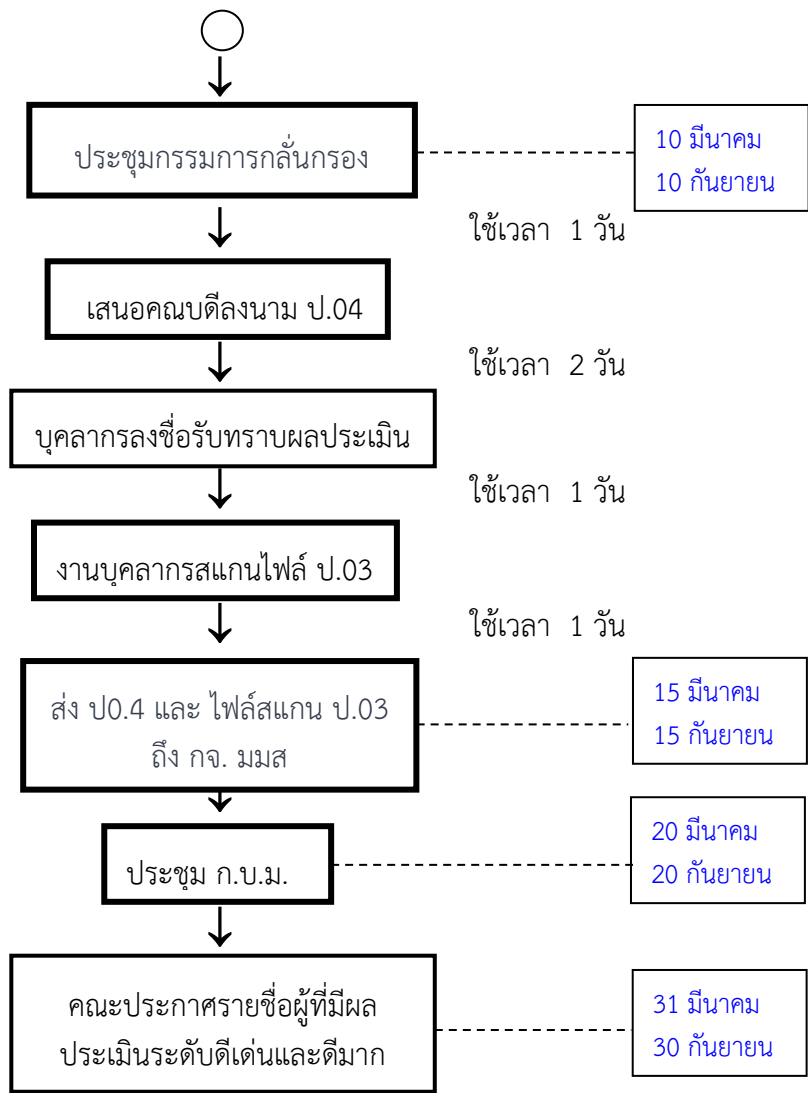 ประชุมกรรมการกลั่นกรอง
10 มีนาคม
10 กันยายน
ใช้เวลา 1 วัน
เสนอคณบดีลงนาม ป.04
ใช้เวลา 2 วัน
บุคลากรลงชื่อรับทราบผลประเมิน
ใช้เวลา 1 วัน
งานบุคลากรสแกนไฟล์ ป.03
ใช้เวลา 1 วัน
ส่ง ป0.4 และ ไฟล์สแกน ป.03
ถึง กจ. มมส
15 มีนาคม
15 กันยายน
ประชุม ก.บ.ม.
20 มีนาคม
20 กันยายน
คณะประกาศรายชื่อผู้ที่มีผล
ประเมินระดับดีเด่นและดีมาก
31 มีนาคม
30 กันยายน